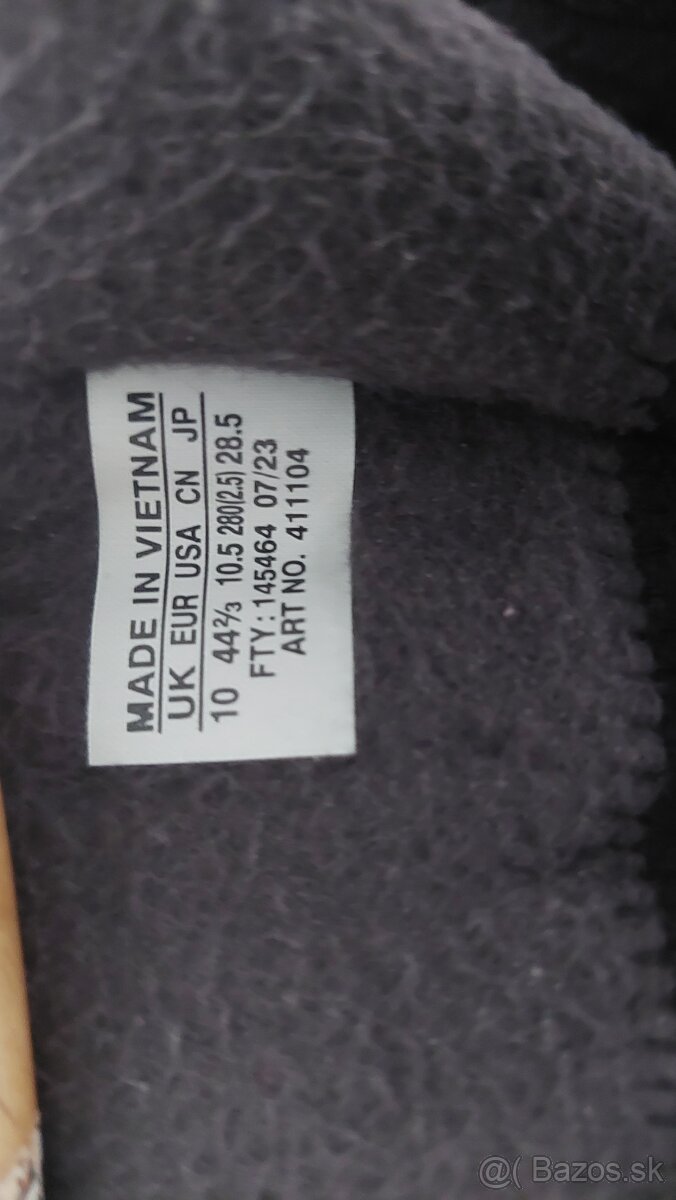 MADE IN VIETNAM
UK EUR USA CN JP
10 44⅔ 10.5 280(2.5) 28.5
FTY: 145464 07/23
ART NO. 411104
@( Bazos.sk